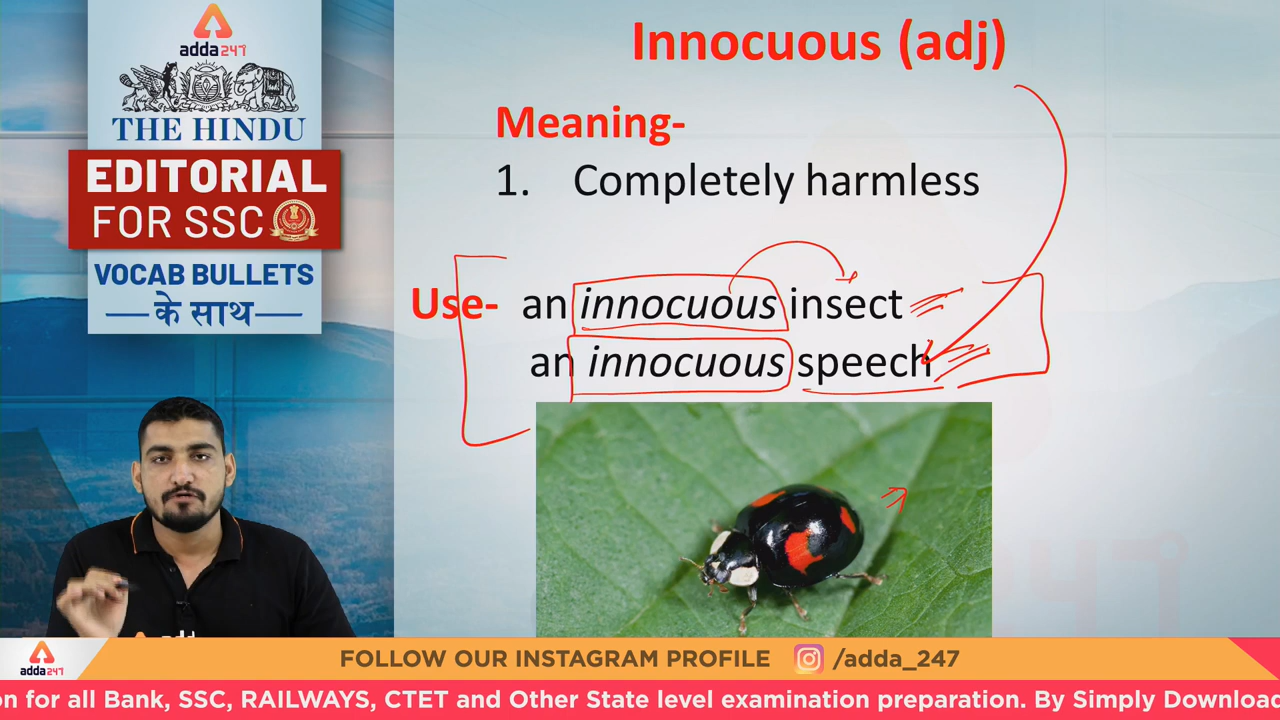 adda247
THE HINDU
EDITORIAL
FOR SSC
VOCAB BULLETS
के साथ
Innocuous (adj)
Meaning-
1. Completely harmless
Use- an innocuous insect
an innocuous speech
adda247
FOLLOW OUR INSTAGRAM PROFILE /adda_247
on for all Bank, SSC, RAILWAYS, CTET and Other State level examination preparation. By Simply Download